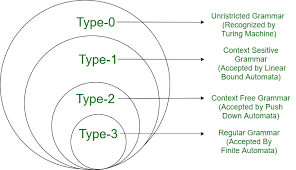 Type-0
Unristricted Grammar
(Recognized by
Turing Machine)
Type-1
Context Sesitive
Grammar
(Accepted by Linear
Bound Automata)
Type-2
Context Free Grammar
(Accepted by Push
Down Automata)
Type-3
Regular Grammar
(Accepted By
Finite Automata)